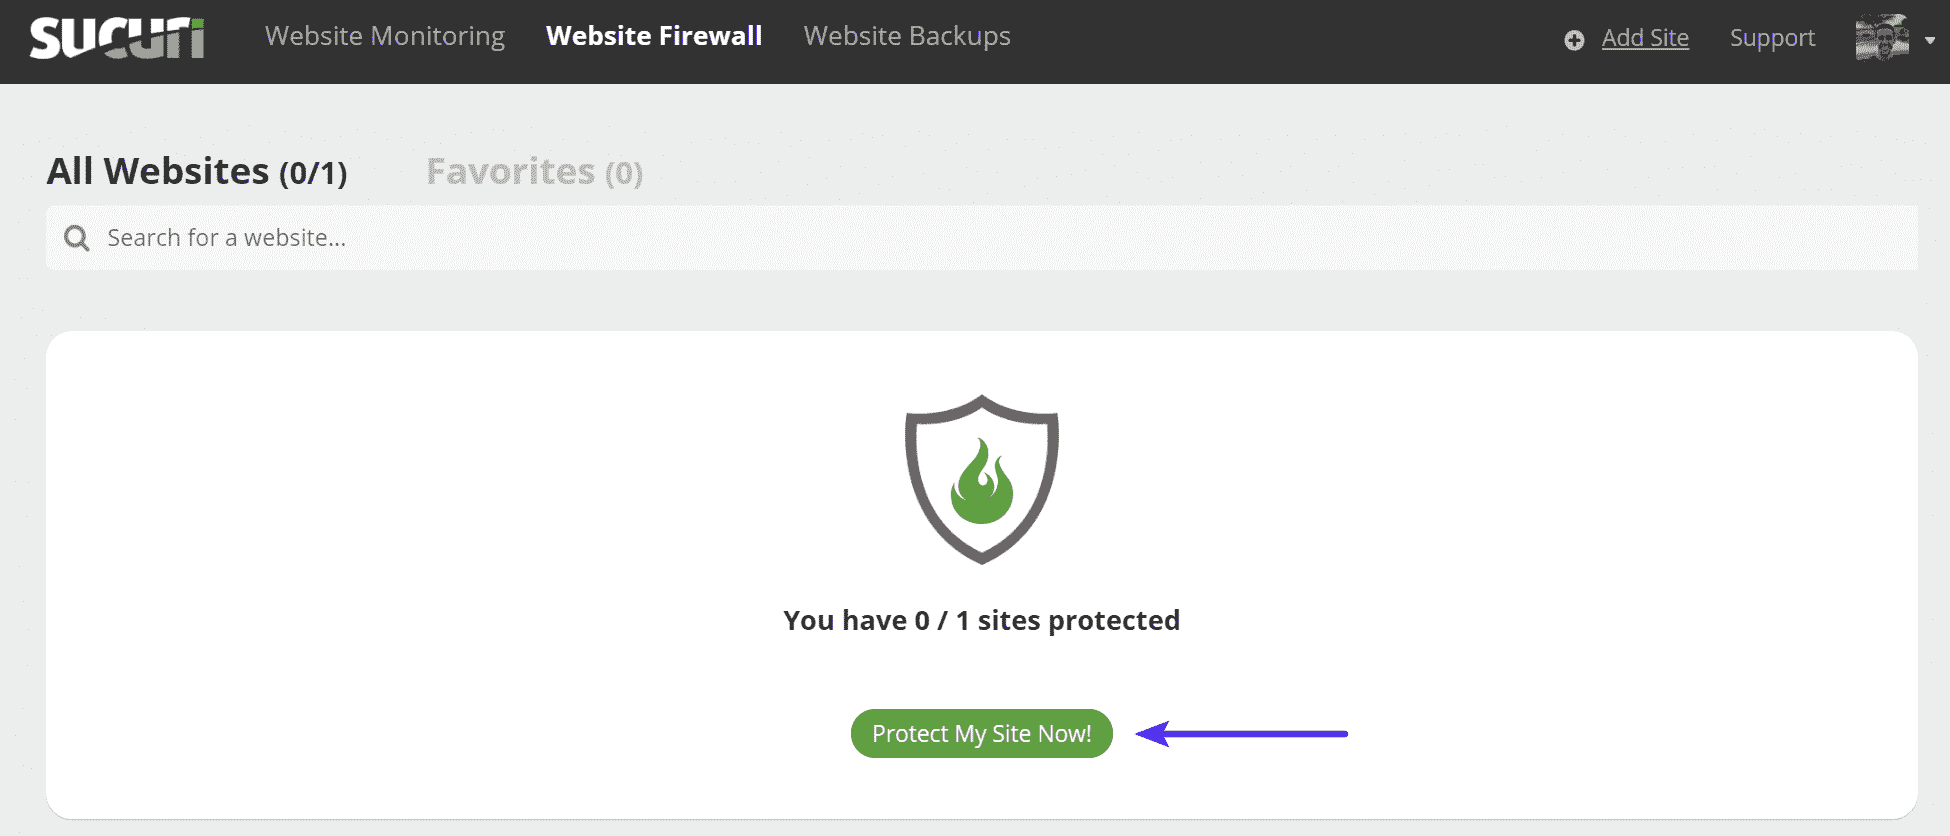 sucuri Website Monitoring Website Firewall Website Backups Add Site Support
All Websites (0/1) Favorites (0)
Search for a website...
You have 0 / 1 sites protected
Protect My Site Now!